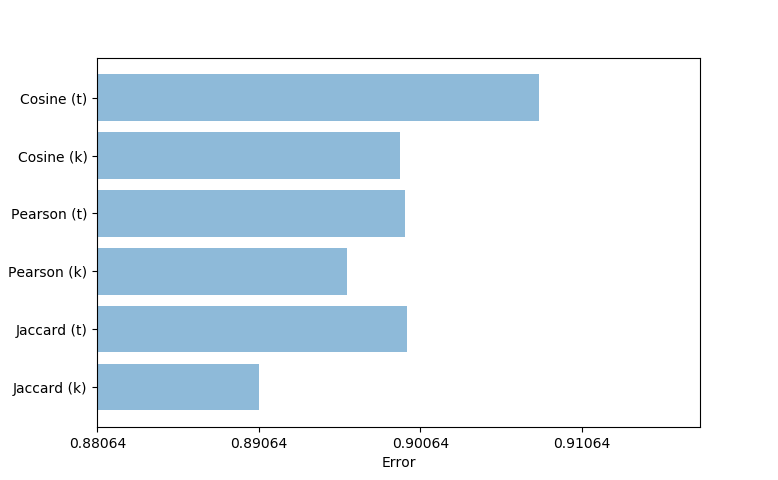 Cosine (t)
Cosine (k)
Pearson (t)
Pearson (k)
Jaccard (t)
Jaccard (k)
0.88064 0.89064 0.90064 0.91064
Error